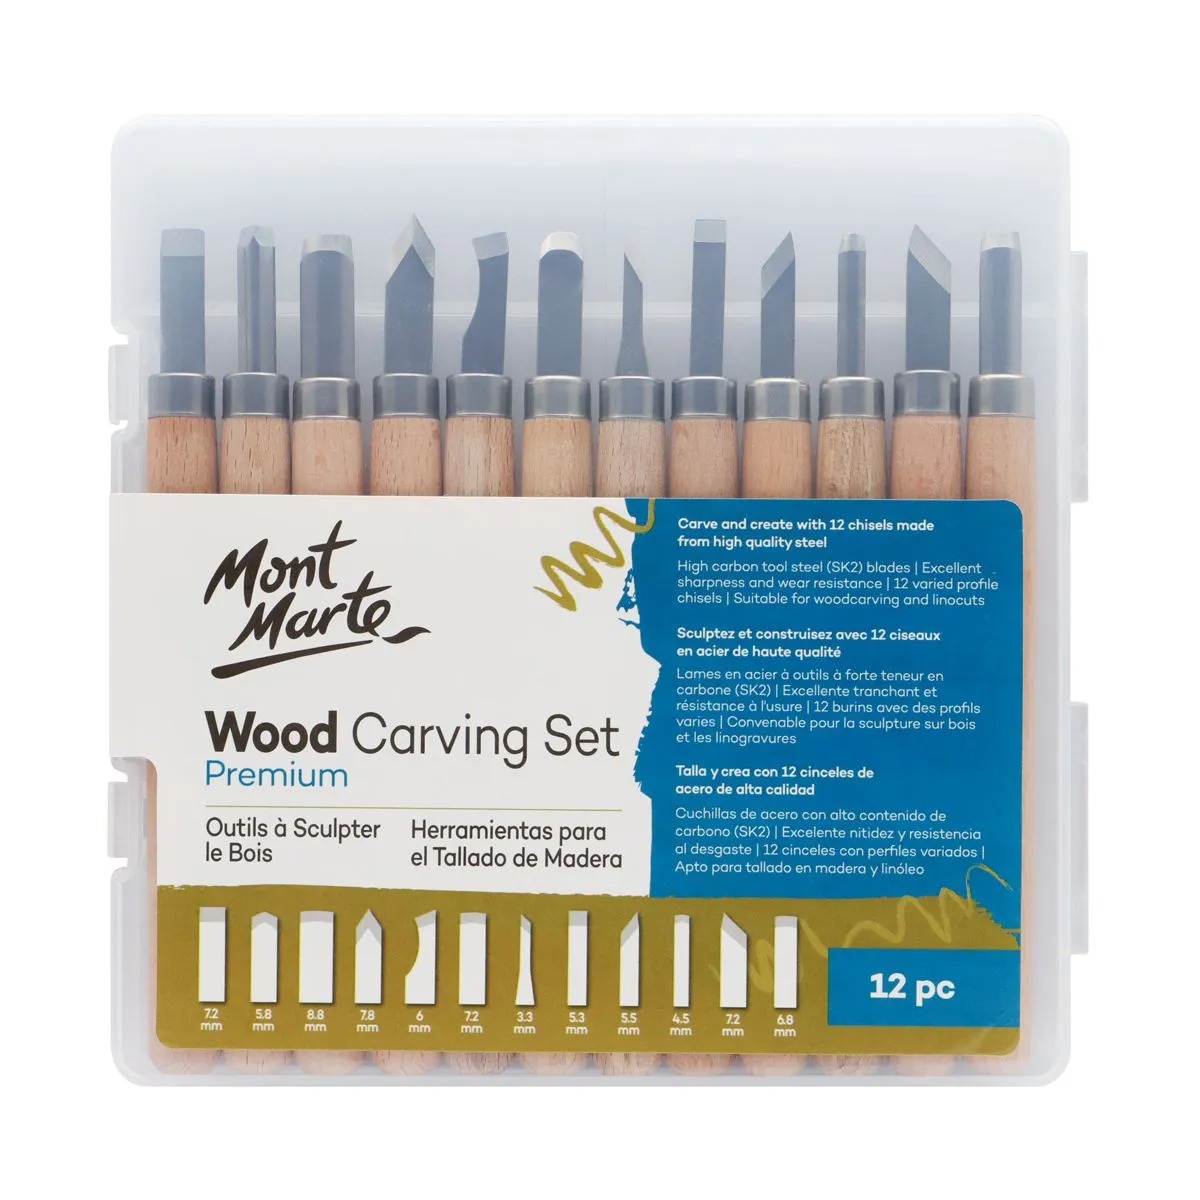 Mont
Marte
Wood Carving Set
Premium
Outils à Sculpter
le Bois
Herramientas para
el Tallado de Madera
Carve and create with 12 chisels made
from high quality steel
High carbon tool steel (SK2) blades | Excellent
sharpness and wear resistance | 12 varied profile
chisels | Suitable for woodcarving and linocuts
Sculptez et construisez avec 12 ciseaux
en acier de haute qualité
Lames en acier à outils à forte teneur en
carbone (SK2) | Excellente tranchant et
résistance à l'usure | 12 burins avec des profils
varies | Convenable pour la sculpture sur bois
et les linogravures
Talla y crea con 12 cinceles de
acero de alta calidad
Cuchillas de acero con alto contenido de
carbono (SK2) | Excelente nitidez y resistencia
al desgaste | 12 cinceles con perfiles variados |
Apto para tallado en madera y linóleo
7.2 mm
5.8 mm
8.8 mm
7.8 mm
6 mm
7.2 mm
3.3 mm
5.3 mm
5.5 mm
4.5 mm
7.2 mm
6.8 mm
12 pc